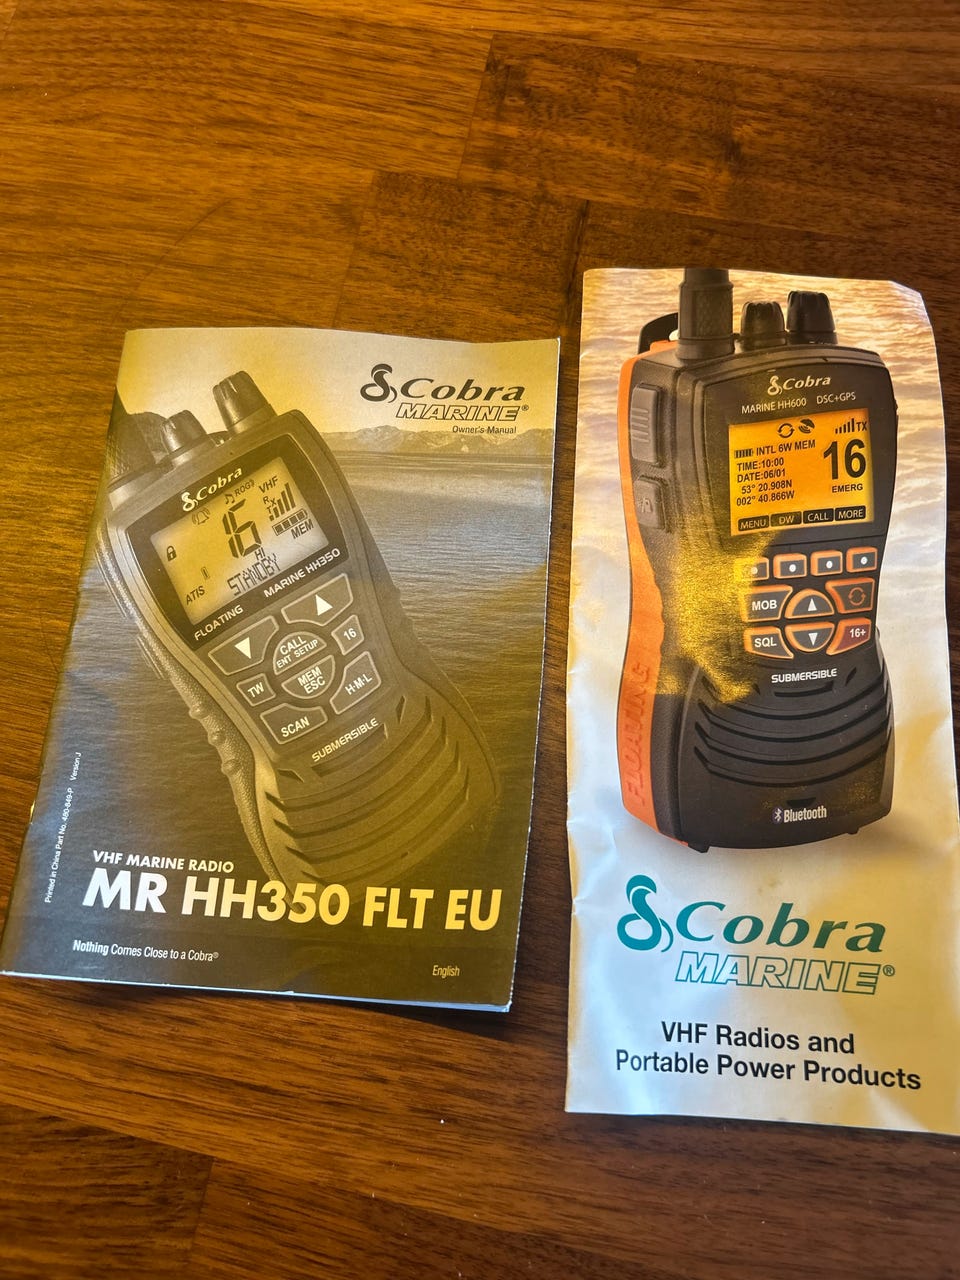 Cobra
MARINE®
Owner's Manual
Cobra
ROGR
VHF
16
R
TX
MEM
HI
STANDBY
ATIS
FLOATING
MARINE HH350
CALL
ENT SETUP
16
TW
MEM
ESC
H·M·L
SCAN
SUBMERSIBLE
Printed in China Part No. 480-849-P Version J
VHF MARINE RADIO
MR HH350 FLT EU
Nothing Comes Close to a Cobra®
English
Cobra
MARINE HH600 DSC+GPS
TX
INTL 6W MEM
TIME:10:00
DATE:06/01
53° 20.908N
002° 40.866W
16
EMERG
MENU DW CALL MORE
MOB
SQL
16+
SUBMERSIBLE
FLOATING
Bluetooth
Cobra
MARINE®
VHF Radios and
Portable Power Products